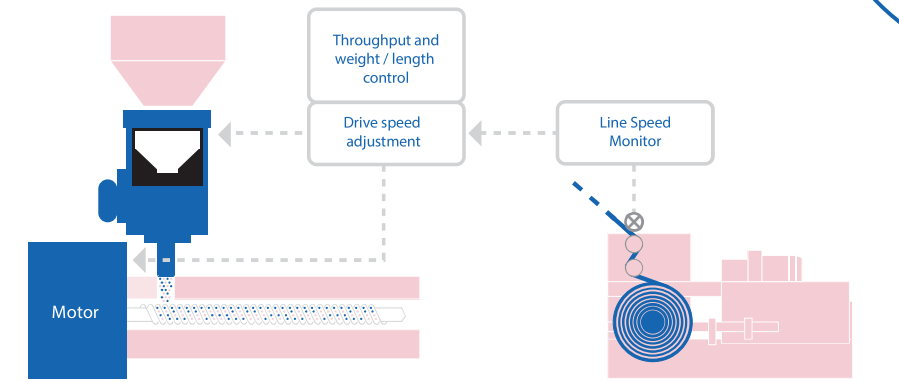 Throughput and
weight / length
control
Drive speed
adjustment
Line Speed
Monitor
Motor